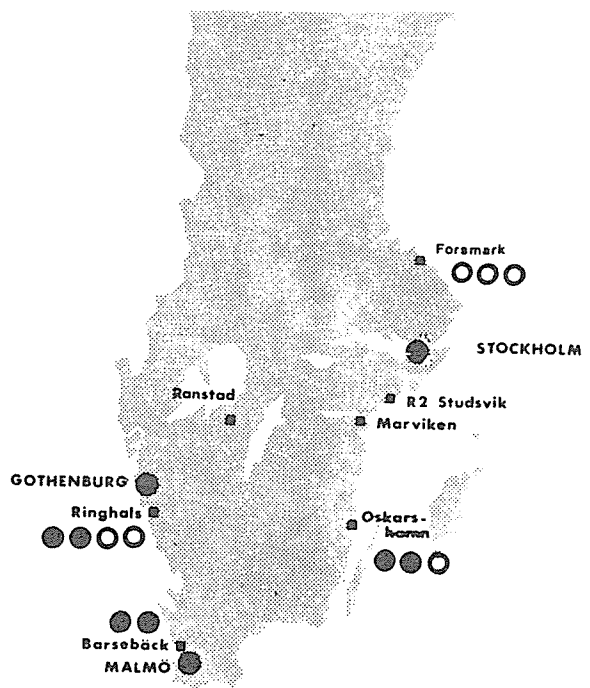 Forsmark
STOCKHOLM
Ranstad
R2 Studsvik
Marviken
GOTHENBURG
Ringhals
Oskars-
hamn
Barsebäck
MALMÖ